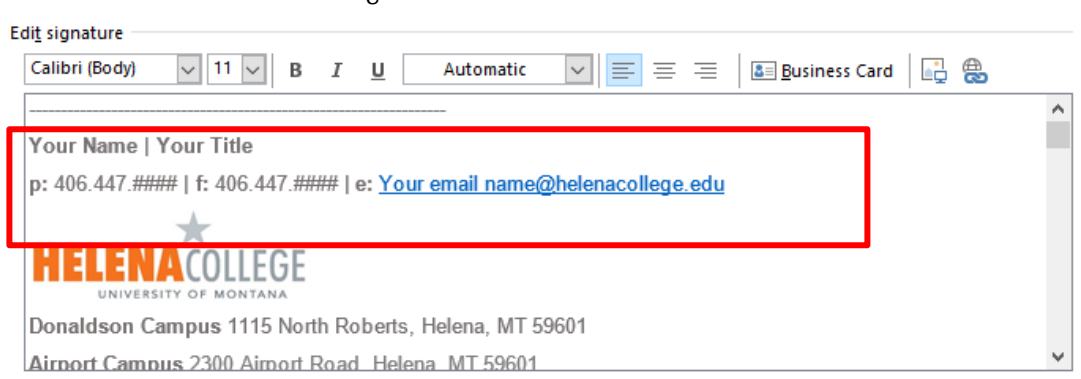 Edit signature
Calibri (Body) 11 B I U Automatic Business Card
Your Name | Your Title
p: 406.447.#### | f: 406.447.#### | e: Your email name@helenacollege.edu
HELENACOLLEGE
UNIVERSITY OF MONTANA
Donaldson Campus 1115 North Roberts, Helena, MT 59601
Airport Campus 2300 Airport Road Helena MT 59601